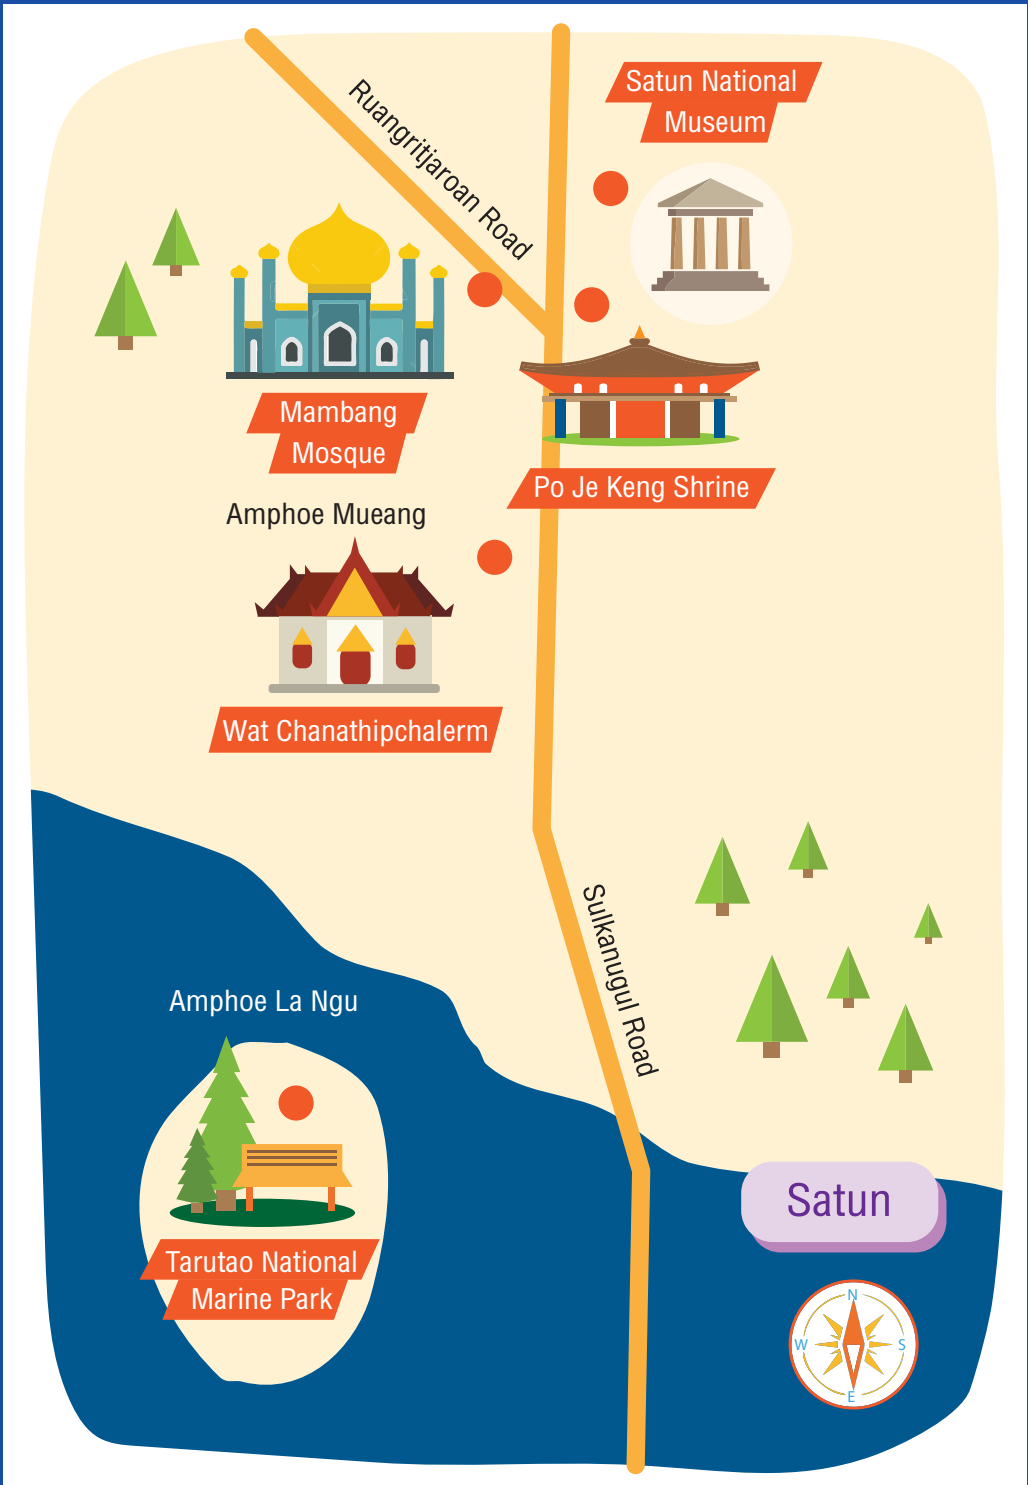 Ruangritjaroan Road
Satun National
Museum
Mambang
Mosque
Po Je Keng Shrine
Amphoe Mueang
Wat Chanathipchalerm
Sulkanugul Road
Amphoe La Ngu
Tarutao National
Marine Park
Satun
N
W
S
E